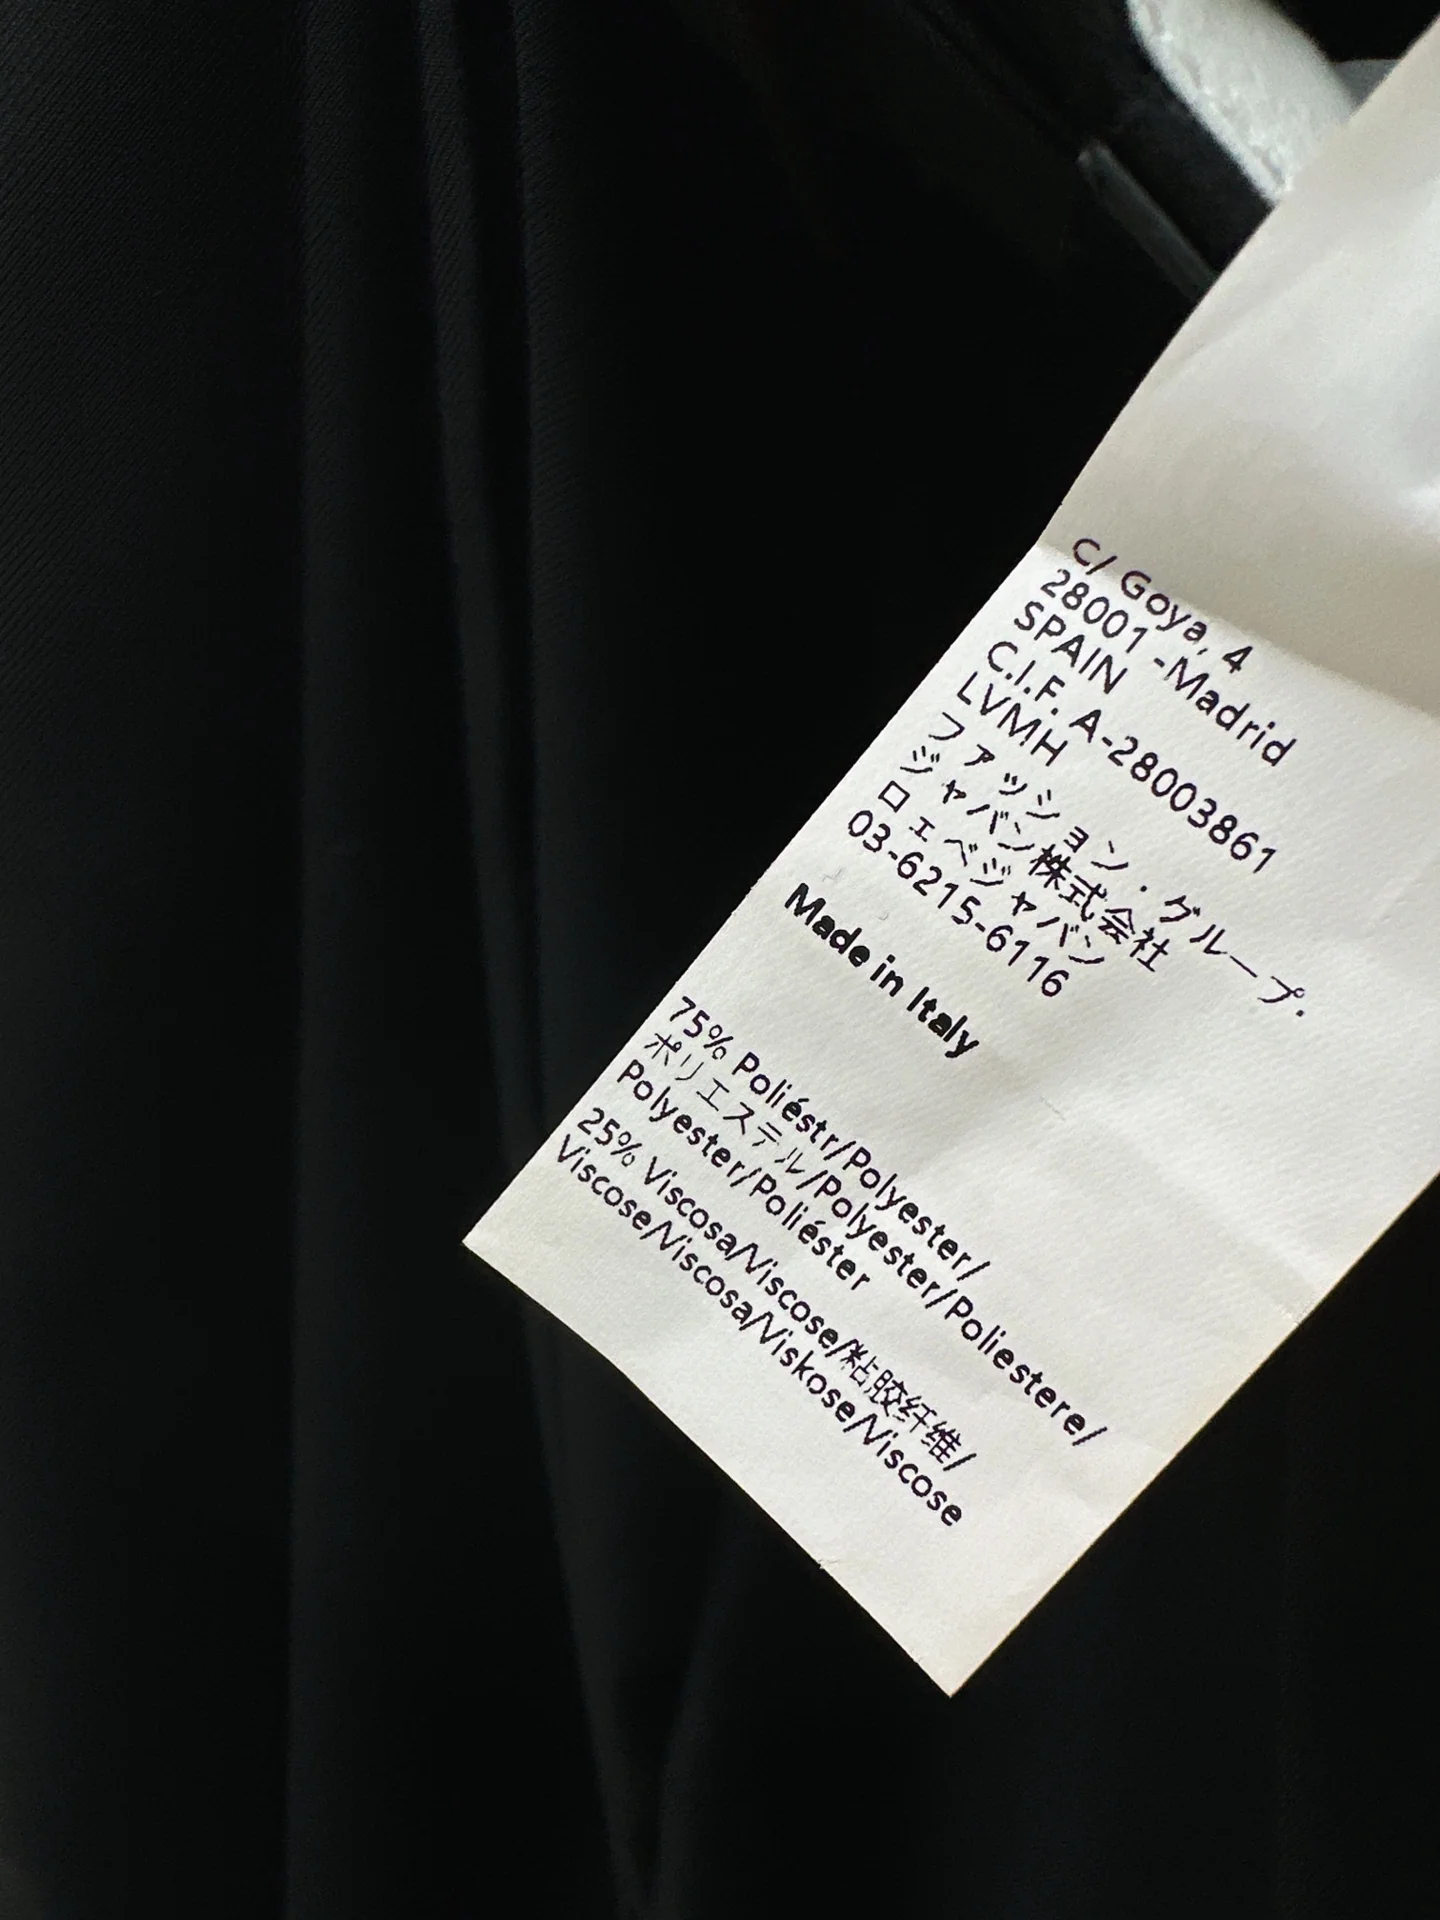 C/ Goya, 4
28001 -Madrid
SPAIN
C.I.F. A-28003861
LVMH
ファッション・グループ・
ジャパン株式会社
ロエベジャパン
03-6215-6116
Made in Italy
75% Poliéstr/Polyester/
ポリエステル/Polyester/Poliestere/
Polyester/Poliéster
25% Viscosa/Viscose/粘胶纤维/
Viscose/Viscosa/Viskose/Viscose